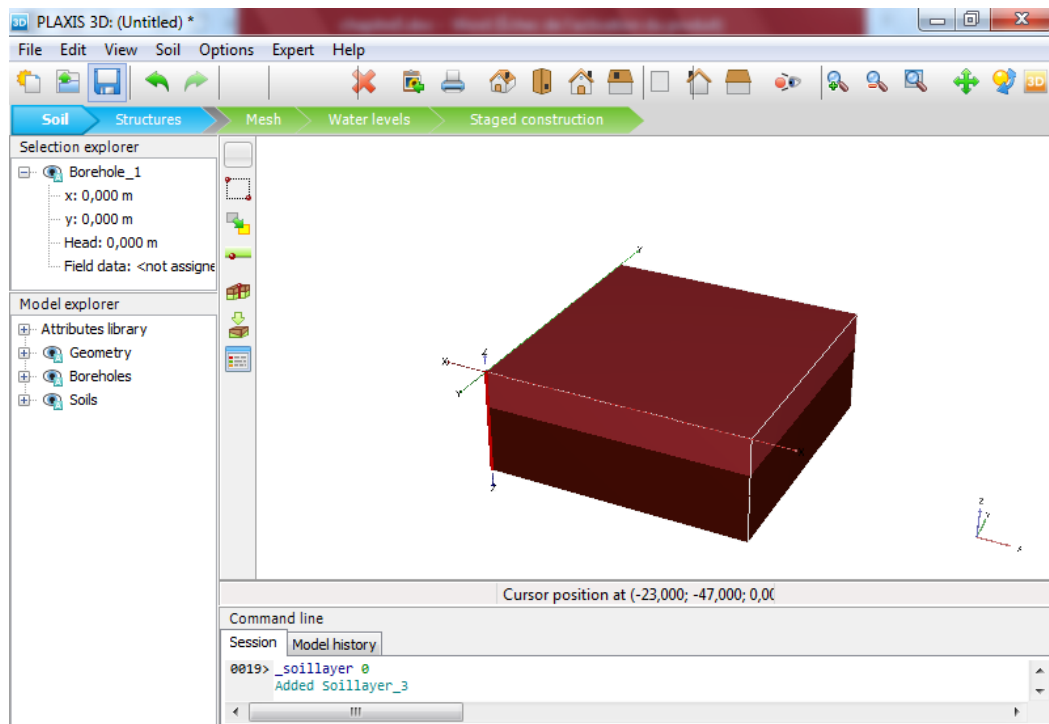 PLAXIS 3D: (Untitled) *
File Edit View Soil Options Expert Help
Soil Structures Mesh Water levels Staged construction
Selection explorer
Borehole_1
x: 0,000 m
y: 0,000 m
Head: 0,000 m
Field data: <not assigne
Model explorer
Attributes library
Geometry
Boreholes
Soils
Cursor position at (-23,000; -47,000; 0,00
Command line
Session Model history
0019> _soillayer 0
Added Soillayer_3